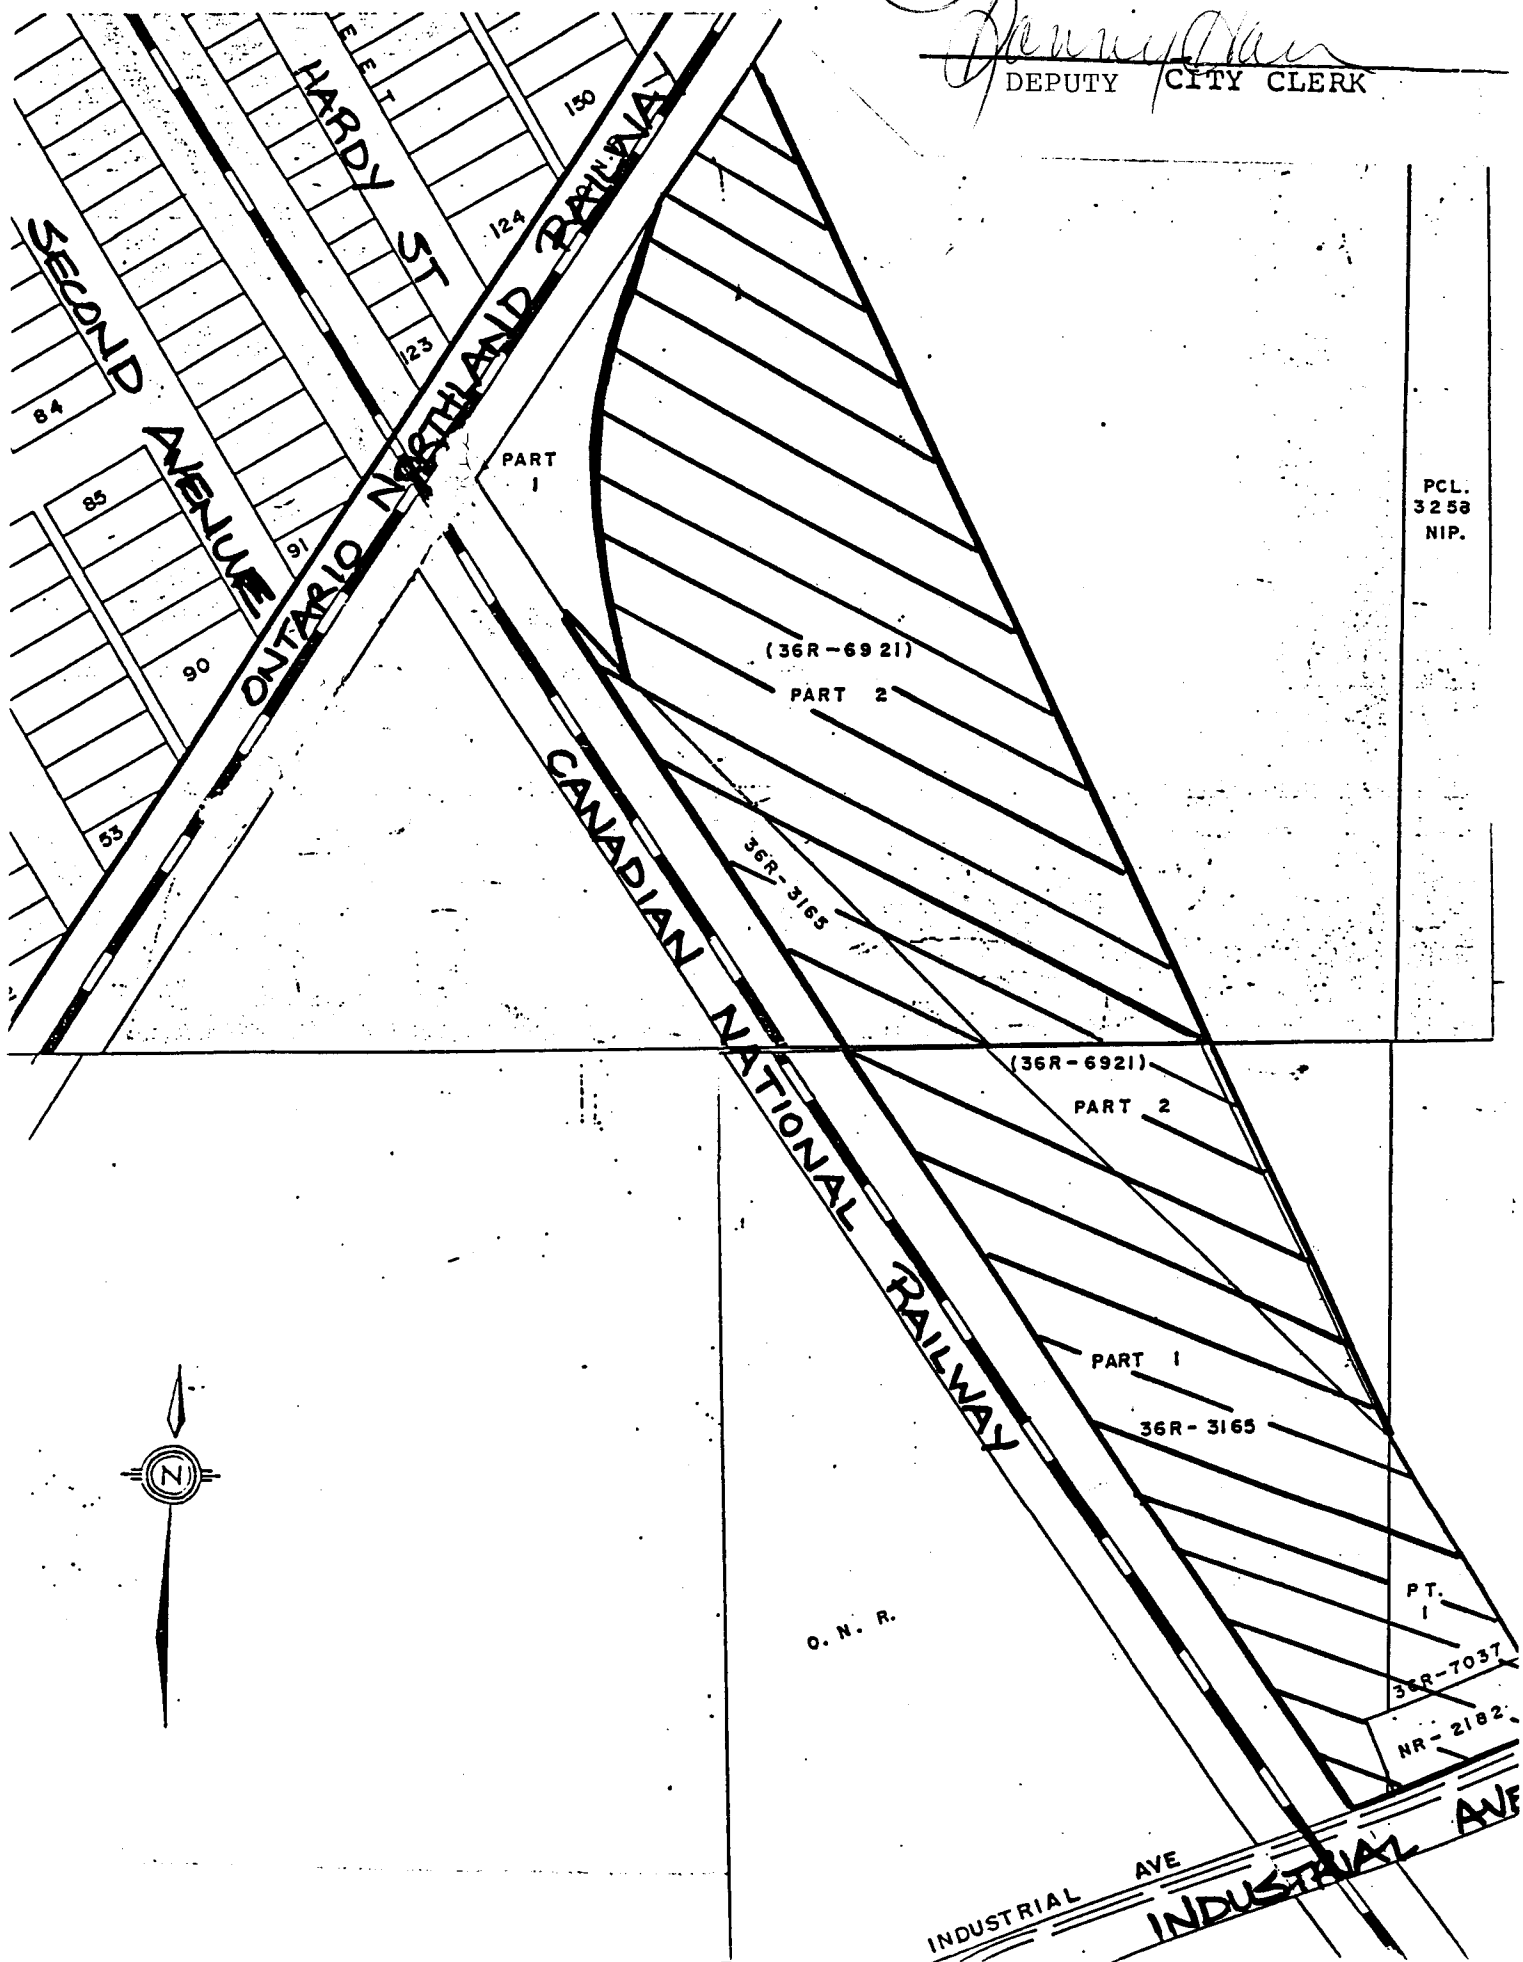 DEPUTY CITY CLERK
EET
HARDY ST
150
124
123
SECOND AVENUE
84
85
91
90
53
ONTARIO NORTHLAND RAILWAY
PART
1
PCL.
3258
NIP.
(36R-6921)
PART 2
36R-3165
CANADIAN NATIONAL RAILWAY
(36R-6921)
PART 2
PART 1
36R-3165
N
O. N. R.
PT.
1
36R-7037
NR-2182
INDUSTRIAL AVE
INDUSTRIAL AVE